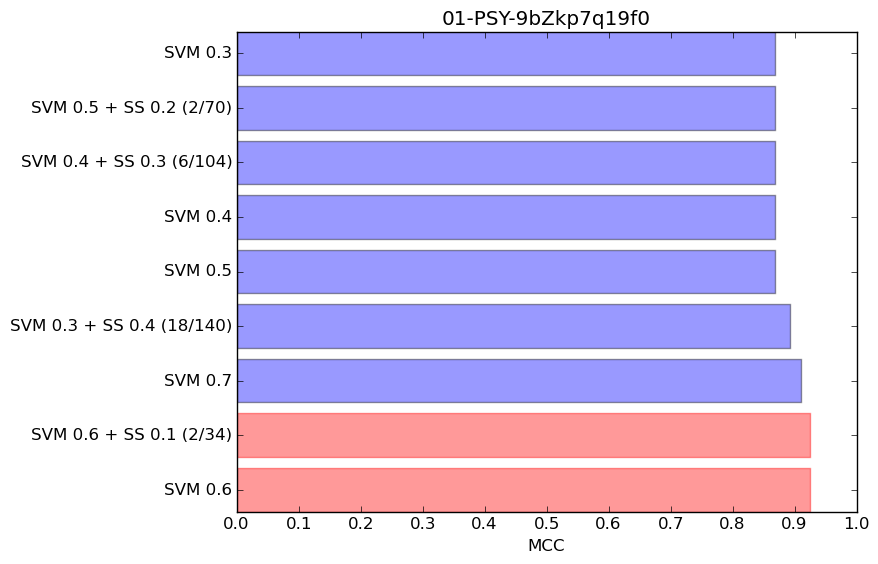 01-PSY-9bZkp7q19f0
SVM 0.3
SVM 0.5 + SS 0.2 (2/70)
SVM 0.4 + SS 0.3 (6/104)
SVM 0.4
SVM 0.5
SVM 0.3 + SS 0.4 (18/140)
SVM 0.7
SVM 0.6 + SS 0.1 (2/34)
SVM 0.6
0.0 0.1 0.2 0.3 0.4 0.5 0.6 0.7 0.8 0.9 1.0
MCC